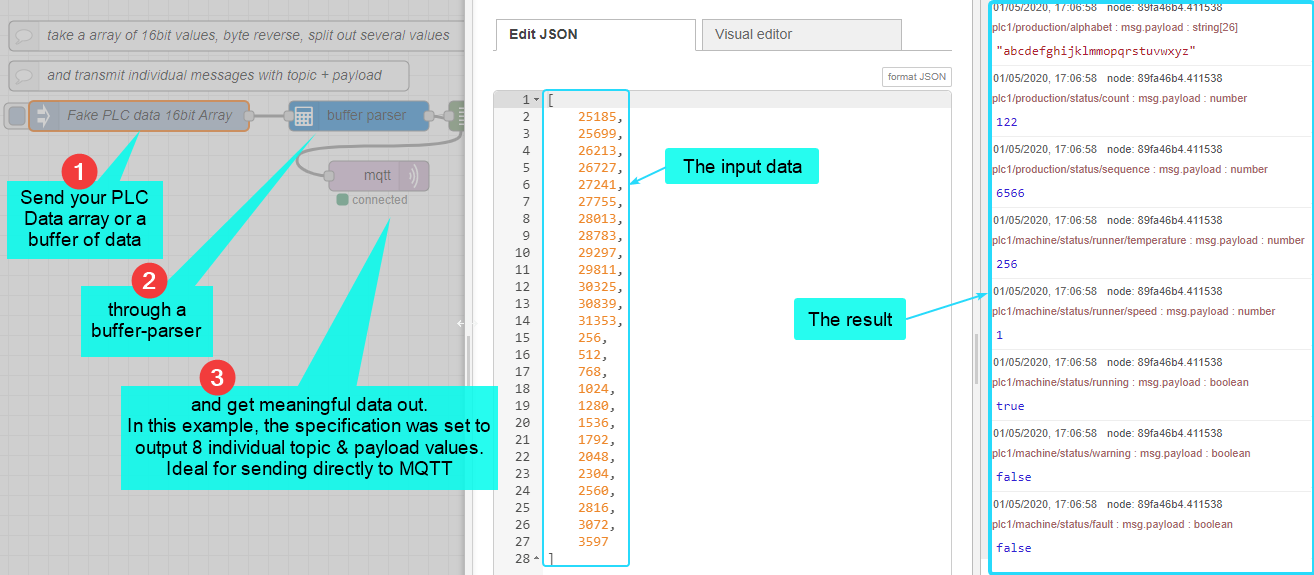 take a array of 16bit values, byte reverse, split out several values
and transmit individual messages with topic + payload
Fake PLC data 16bit Array
buffer parser
mqtt
connected
1
Send your PLC
Data array or a
buffer of data
2
through a
buffer-parser
3
and get meaningful data out.
In this example, the specification was set to
output 8 individual topic & payload values.
Ideal for sending directly to MQTT
Edit JSON
Visual editor
format JSON
1 [
2 25185,
3 25699,
4 26213,
5 26727,
6 27241,
7 27755,
8 28013,
9 28783,
10 29297,
11 29811,
12 30325,
13 30839,
14 31353,
15 256,
16 512,
17 768,
18 1024,
19 1280,
20 1536,
21 1792,
22 2048,
23 2304,
24 2560,
25 2816,
26 3072,
27 3597
28 ]
The input data
The result
01/05/2020, 17:06:58 node: 89fa46b4.411538
plc1/production/alphabet : msg.payload : string[26]
"abcdefghijklmmopqrstuvwxyz"
01/05/2020, 17:06:58 node: 89fa46b4.411538
plc1/production/status/count : msg.payload : number
122
01/05/2020, 17:06:58 node: 89fa46b4.411538
plc1/production/status/sequence : msg.payload : number
6566
01/05/2020, 17:06:58 node: 89fa46b4.411538
plc1/machine/status/runner/temperature : msg.payload : number
256
01/05/2020, 17:06:58 node: 89fa46b4.411538
plc1/machine/status/runner/speed : msg.payload : number
1
01/05/2020, 17:06:58 node: 89fa46b4.411538
plc1/machine/status/running : msg.payload : boolean
true
01/05/2020, 17:06:58 node: 89fa46b4.411538
plc1/machine/status/warning : msg.payload : boolean
false
01/05/2020, 17:06:58 node: 89fa46b4.411538
plc1/machine/status/fault : msg.payload : boolean
false